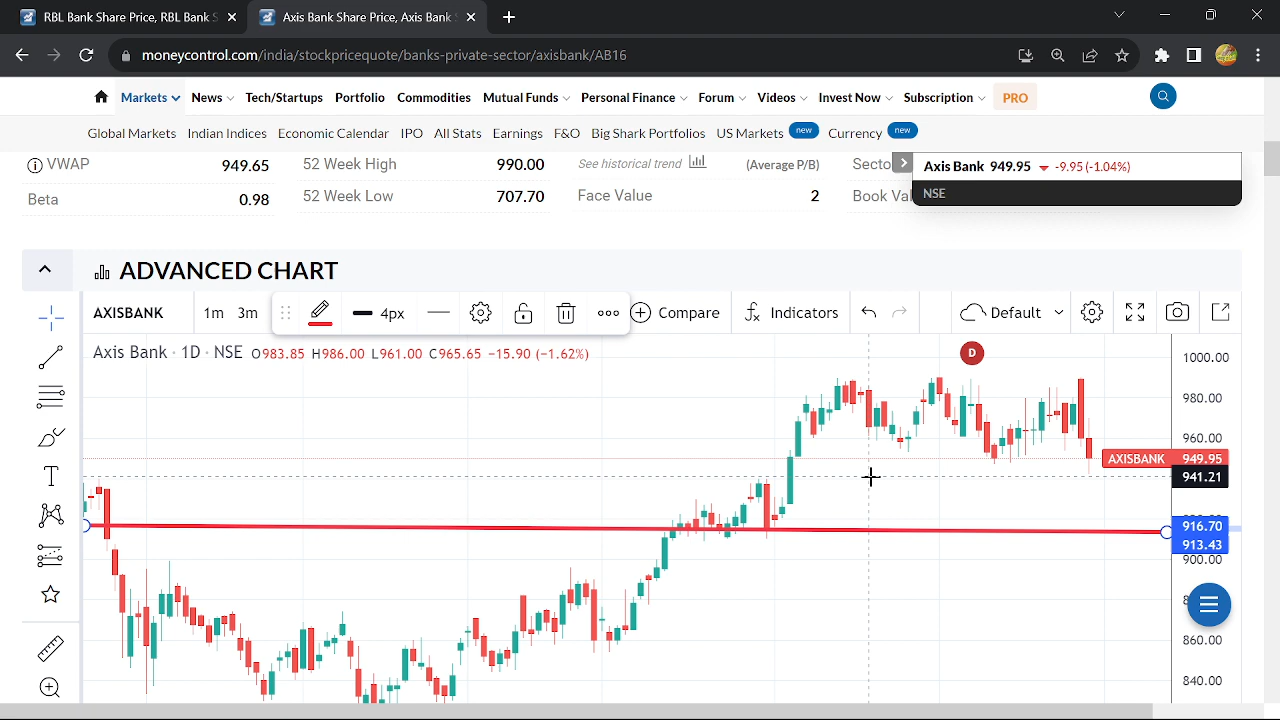 RBL Bank Share Price, RBL Bank S
Axis Bank Share Price, Axis Bank
moneycontrol.com/india/stockpricequote/banks-private-sector/axisbank/AB16
Markets News Tech/Startups Portfolio Commodities Mutual Funds Personal Finance Forum Videos Invest Now Subscription PRO
Global Markets Indian Indices Economic Calendar IPO All Stats Earnings F&O Big Shark Portfolios US Markets new Currency new
VWAP 949.65 52 Week High 990.00 See historical trend (Average P/B) Secto
Axis Bank 949.95 -9.95 (-1.04%)
Beta 0.98 52 Week Low 707.70 Face Value 2 Book Val
NSE
ADVANCED CHART
AXISBANK 1m 3m 4px Compare Indicators Default
Axis Bank · 1D · NSE O983.85 H986.00 L961.00 C965.65 −15.90 (−1.62%)
D
1000.00
980.00
960.00
AXISBANK 949.95
941.21
916.70
913.43
900.00
860.00
840.00